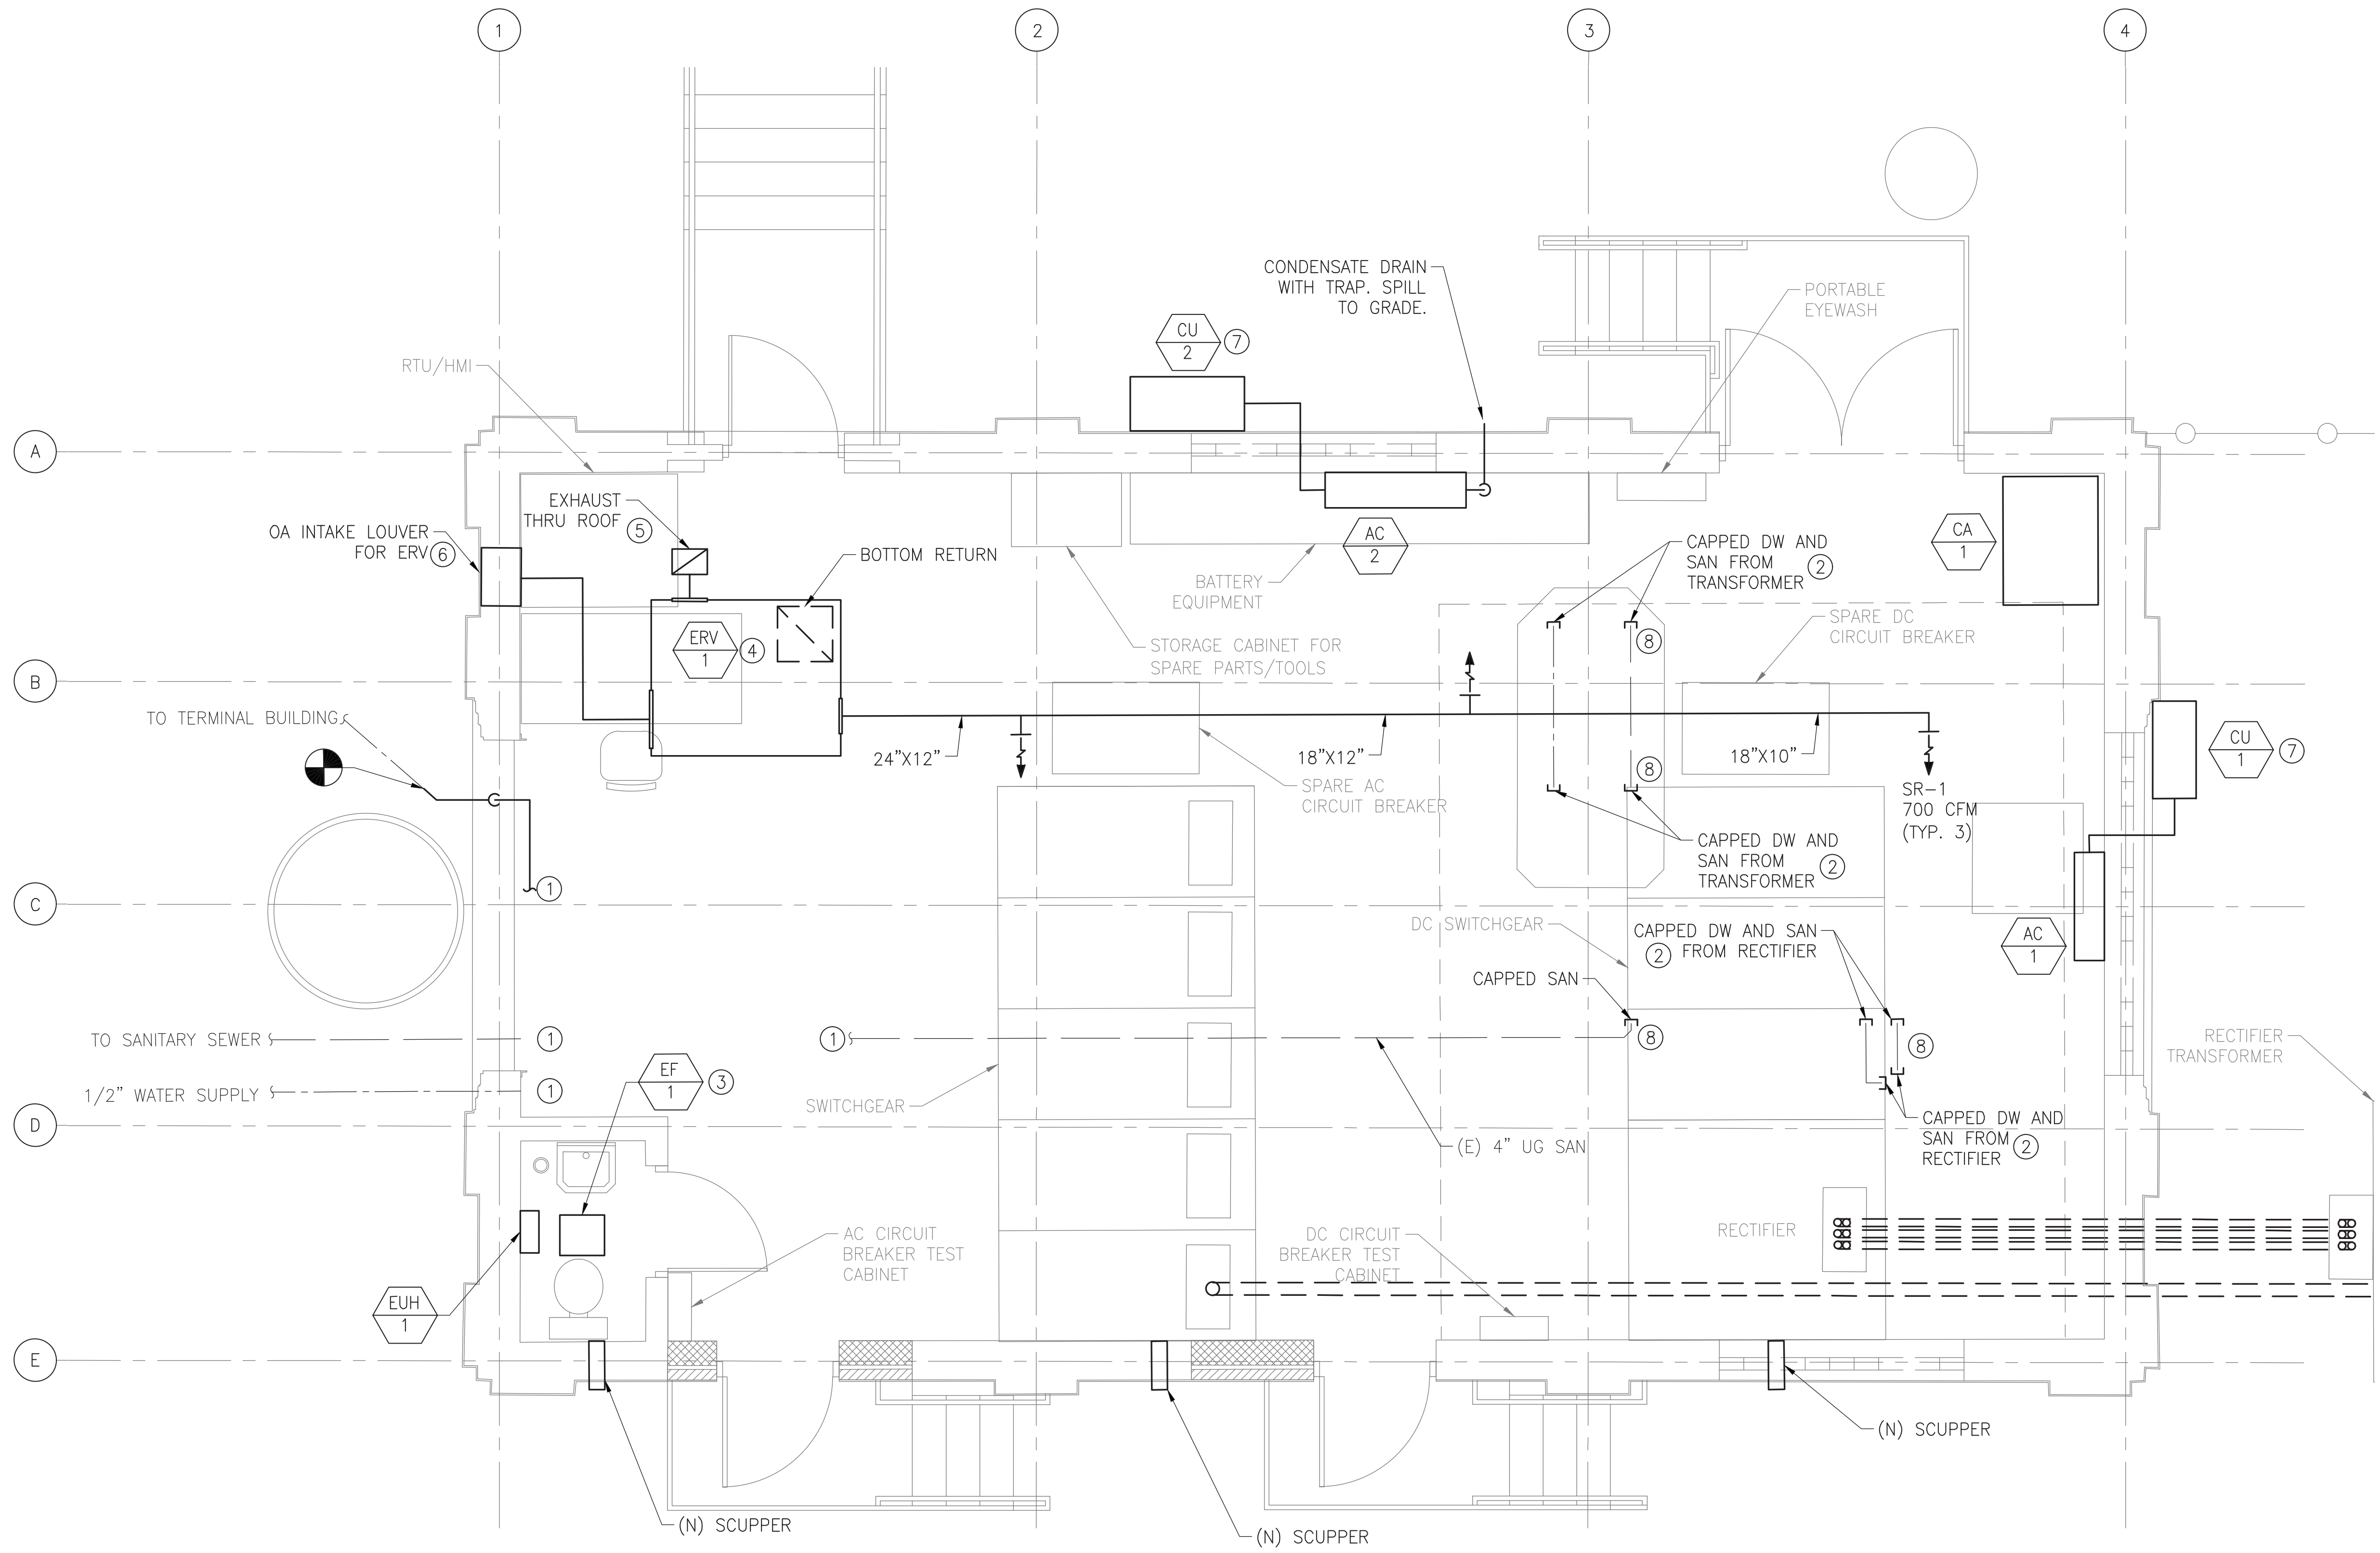 1
2
3
4
CONDENSATE DRAIN
WITH TRAP. SPILL
TO GRADE.
PORTABLE
EYEWASH
CU
2
7
RTU/HMI
A
EXHAUST
THRU ROOF
5
OA INTAKE LOUVER
FOR ERV
6
BOTTOM RETURN
AC
2
CA
1
CAPPED DW AND
SAN FROM
TRANSFORMER
2
BATTERY
EQUIPMENT
SPARE DC
CIRCUIT BREAKER
ERV
1
4
STORAGE CABINET FOR
SPARE PARTS/TOOLS
8
B
TO TERMINAL BUILDING
24"X12"
18"X12"
18"X10"
CU
1
7
8
SPARE AC
CIRCUIT BREAKER
SR-1
700 CFM
(TYP. 3)
CAPPED DW AND
SAN FROM
TRANSFORMER
2
1
C
DC SWITCHGEAR
CAPPED DW AND SAN
2
FROM RECTIFIER
AC
1
CAPPED SAN
TO SANITARY SEWER
1
1
8
8
RECTIFIER
TRANSFORMER
EF
1
3
1/2" WATER SUPPLY
1
SWITCHGEAR
D
CAPPED DW AND
SAN FROM
RECTIFIER
2
(E) 4" UG SAN
AC CIRCUIT
BREAKER TEST
CABINET
DC CIRCUIT
BREAKER TEST
CABINET
RECTIFIER
EUH
1
E
(N) SCUPPER
(N) SCUPPER
(N) SCUPPER